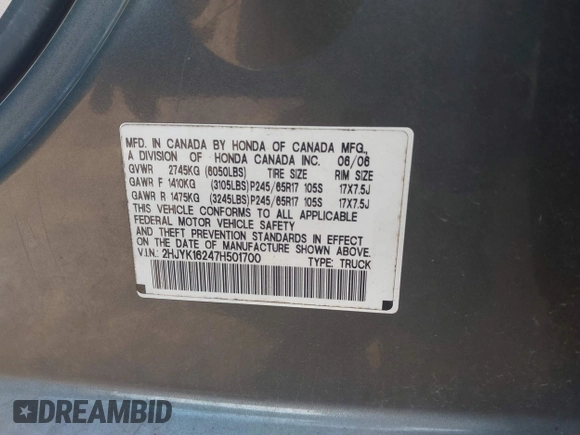 MFD. IN CANADA BY HONDA OF CANADA MFG.,
A DIVISION OF HONDA CANADA INC. 06/06
GVWR 2745KG (6050LBS) TIRE SIZE RIM SIZE
GAWR F 1410KG (3105LBS) P245/65R17 105S 17X7.5J
GAWR R 1475KG (3245LBS) P245/65R17 105S 17X7.5J
THIS VEHICLE CONFORMS TO ALL APPLICABLE
FEDERAL MOTOR VEHICLE SAFETY
AND THEFT PREVENTION STANDARDS IN EFFECT
ON THE DATE OF MANUFACTURE SHOWN ABOVE.
V.I.N.: 2HJYK16247H501700 TYPE: TRUCK
DREAMBID